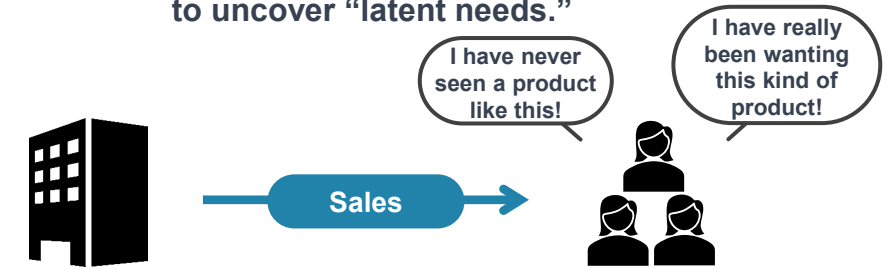 to uncover “latent needs.”
I have never
seen a product
like this!
I have really
been wanting
this kind of
product!
Sales